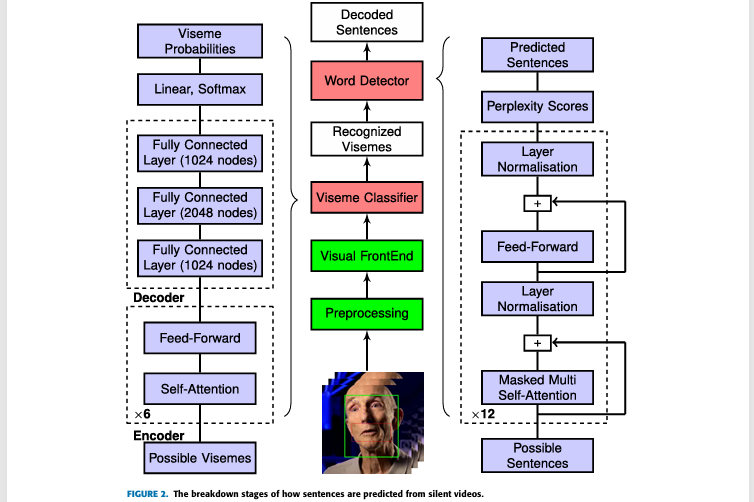 Viseme
Probabilities
Linear, Softmax
Fully Connected
Layer (1024 nodes)
Fully Connected
Layer (2048 nodes)
Fully Connected
Layer (1024 nodes)
Decoder
Feed-Forward
Self-Attention
×6
Encoder
Possible Visemes
Decoded
Sentences
Word Detector
Recognized
Visemes
Viseme Classifier
Visual FrontEnd
Preprocessing
Predicted
Sentences
Perplexity Scores
Layer
Normalisation
+
Feed-Forward
Layer
Normalisation
+
Masked Multi
Self-Attention
×12
Possible
Sentences
FIGURE 2. The breakdown stages of how sentences are predicted from silent videos.